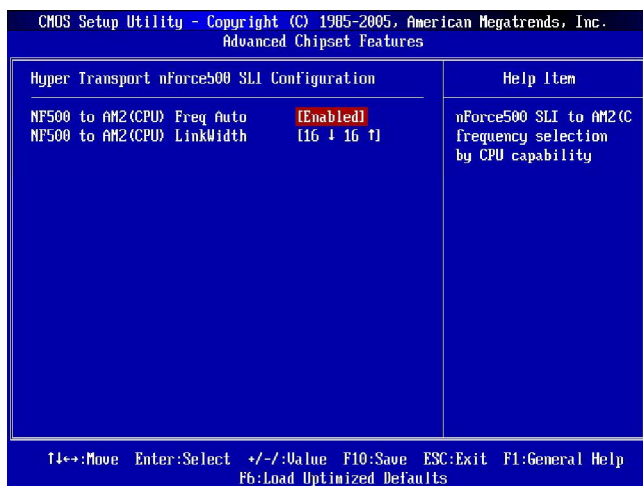 CMOS Setup Utility - Copyright (C) 1985-2005, American Megatrends, Inc.
Advanced Chipset Features
Hyper Transport nForce500 SLI Configuration
Help Item
NF500 to AM2(CPU) Freq Auto [Enabled]
NF500 to AM2(CPU) LinkWidth [16 ↓ 16 ↑]
nForce500 SLI to AM2(C
frequency selection
by CPU capability
↑↓←→:Move Enter:Select +/-/:Value F10:Save ESC:Exit F1:General Help
F6:Load Optimized Defaults